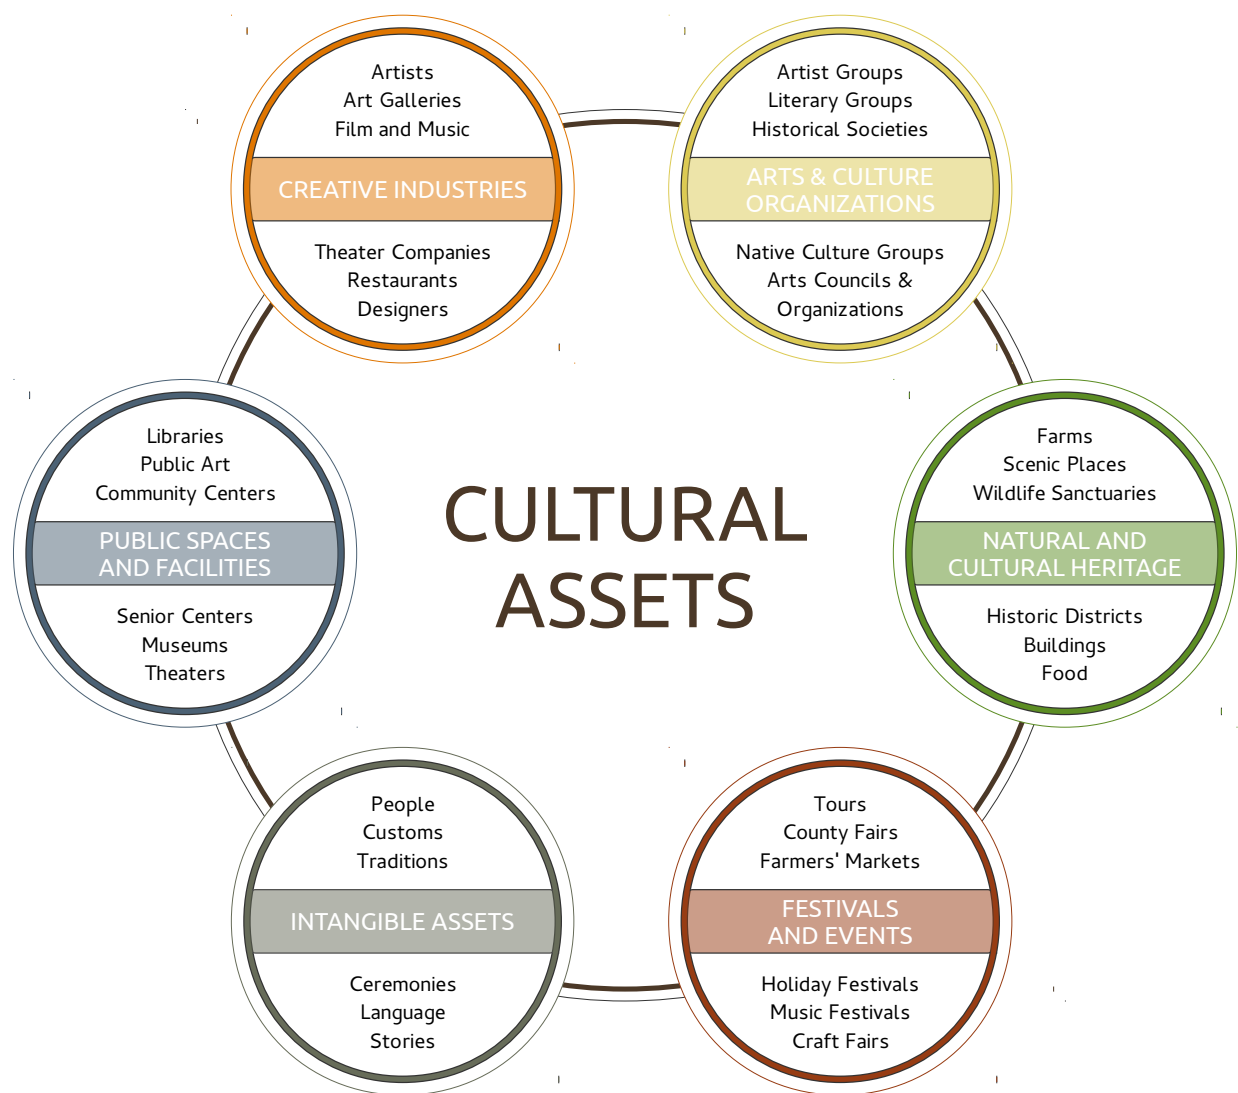 Artists
Art Galleries
Film and Music
CREATIVE INDUSTRIES
Theater Companies
Restaurants
Designers
Artist Groups
Literary Groups
Historical Societies
ARTS & CULTURE
ORGANIZATIONS
Native Culture Groups
Arts Councils &
Organizations
Libraries
Public Art
Community Centers
PUBLIC SPACES
AND FACILITIES
Senior Centers
Museums
Theaters
CULTURAL
ASSETS
Farms
Scenic Places
Wildlife Sanctuaries
NATURAL AND
CULTURAL HERITAGE
Historic Districts
Buildings
Food
People
Customs
Traditions
INTANGIBLE ASSETS
Ceremonies
Language
Stories
Tours
County Fairs
Farmers' Markets
FESTIVALS
AND EVENTS
Holiday Festivals
Music Festivals
Craft Fairs